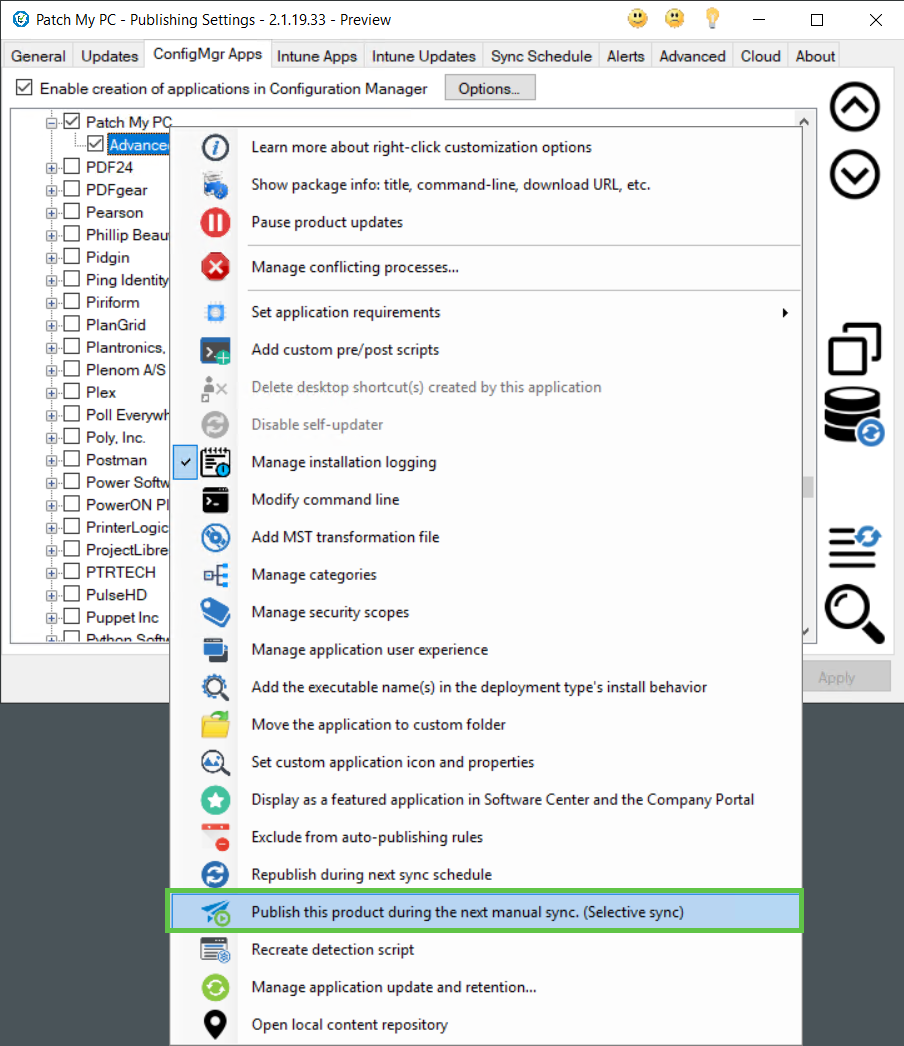 Patch My PC - Publishing Settings - 2.1.19.33 - Preview
General Updates ConfigMgr Apps Intune Apps Intune Updates Sync Schedule Alerts Advanced Cloud About
Enable creation of applications in Configuration Manager Options...
Patch My PC
Advanced
PDF24
PDFgear
Pearson
Phillip Beau
Pidgin
Ping Identity
Piriform
PlanGrid
Plantronics,
Plenom A/S
Plex
Poll Everywh
Poly, Inc.
Postman
Power Softw
PowerON Pl
PrinterLogic
ProjectLibre
PTRTECH
PulseHD
Puppet Inc
Python Softw
Learn more about right-click customization options
Show package info: title, command-line, download URL, etc.
Pause product updates
Manage conflicting processes...
Set application requirements
Add custom pre/post scripts
Delete desktop shortcut(s) created by this application
Disable self-updater
Manage installation logging
Modify command line
Add MST transformation file
Manage categories
Manage security scopes
Manage application user experience
Add the executable name(s) in the deployment type's install behavior
Move the application to custom folder
Set custom application icon and properties
Display as a featured application in Software Center and the Company Portal
Exclude from auto-publishing rules
Republish during next sync schedule
Publish this product during the next manual sync. (Selective sync)
Recreate detection script
Manage application update and retention...
Open local content repository
Apply